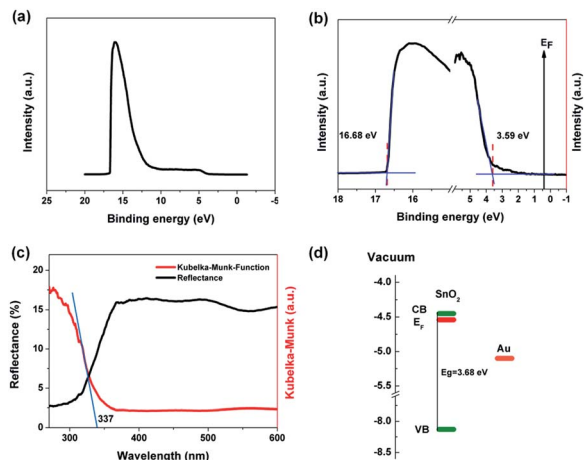 (a)
Intensity (a.u.)
25 20 15 10 5 0 -5
Binding energy (eV)
(b)
Intensity (a.u.)
E_F
16.68 eV
3.59 eV
18 17 16 5 4 3 2 1 0 -1
Binding energy (eV)
(c)
Kubelka-Munk-Function
Reflectance
Reflectance (%)
20
15
10
5
0
337
300 400 500 600
Wavelength (nm)
Kubelka-Munk (a.u.)
(d)
Vacuum
-4.0
-4.5
-5.0
-5.5
-8.0
-8.5
SnO₂
CB
E_F
Au
Eg=3.68 eV
VB